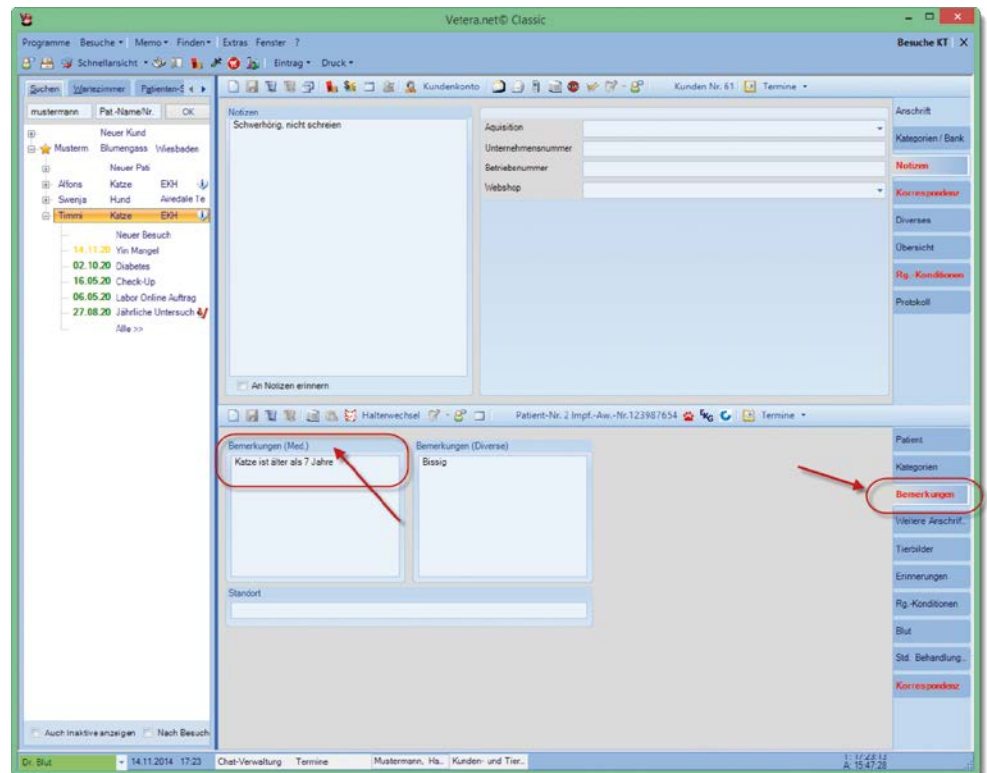 Vetera.net© Classic
Programme Besuche Memo Finden Extras Fenster ? Besuche KT X
Schnellansicht Eintrag Druck
Suchen Wartezimmer Patienten-S
Kundenkonto Kunden Nr. 61 Termine
mustermann Pat.-Name/Nr. OK
Neuer Kund
Musterm Blumengass Wiesbaden
Neuer Pati
Alfons Katze EKH
Swenja Hund Airedale Te
Timmi Katze EKH
Neuer Besuch
14.11.20 Yin Mangel
02.10.20 Diabetes
16.05.20 Check-Up
06.05.20 Labor Online Auftrag
27.08.20 Jährliche Untersuch
Alle >>
Auch Inaktive anzeigen Nach Besuch
Notizen
Schwerhörig, nicht schreien
An Notizen erinnern
Aquisition
Unternehmensnummer
Betriebenummer
Webshop
Anschrift
Kategorien / Bank
Notizen
Korrespondenz
Diverses
Übersicht
Rg.-Konditionen
Protokoll
Halterwechsel Patient-Nr. 2 Impf.-Aw.-Nr.123987654 Termine
Bemerkungen (Med.)
Katze ist älter als 7 Jahre
Bemerkungen (Diverse)
Bissig
Standort
Patient
Kategorien
Bemerkungen
Weitere Anschrif..
Tierbilder
Erinnerungen
Rg.-Konditionen
Blut
Std. Behandlung..
Korrespondenz
Dr. Blut 14.11.2014 17:23 Chat-Verwaltung Termine Mustermann, Ha.. Kunden- und Tier..
T: 17:23:13
A: 15:47:28